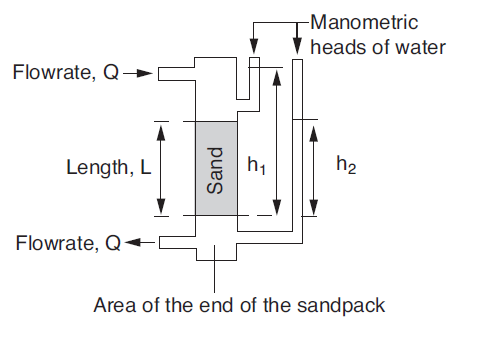 Manometric
heads of water
Flowrate, Q
Length, L
Sand
h1
h2
Flowrate, Q
Area of the end of the sandpack